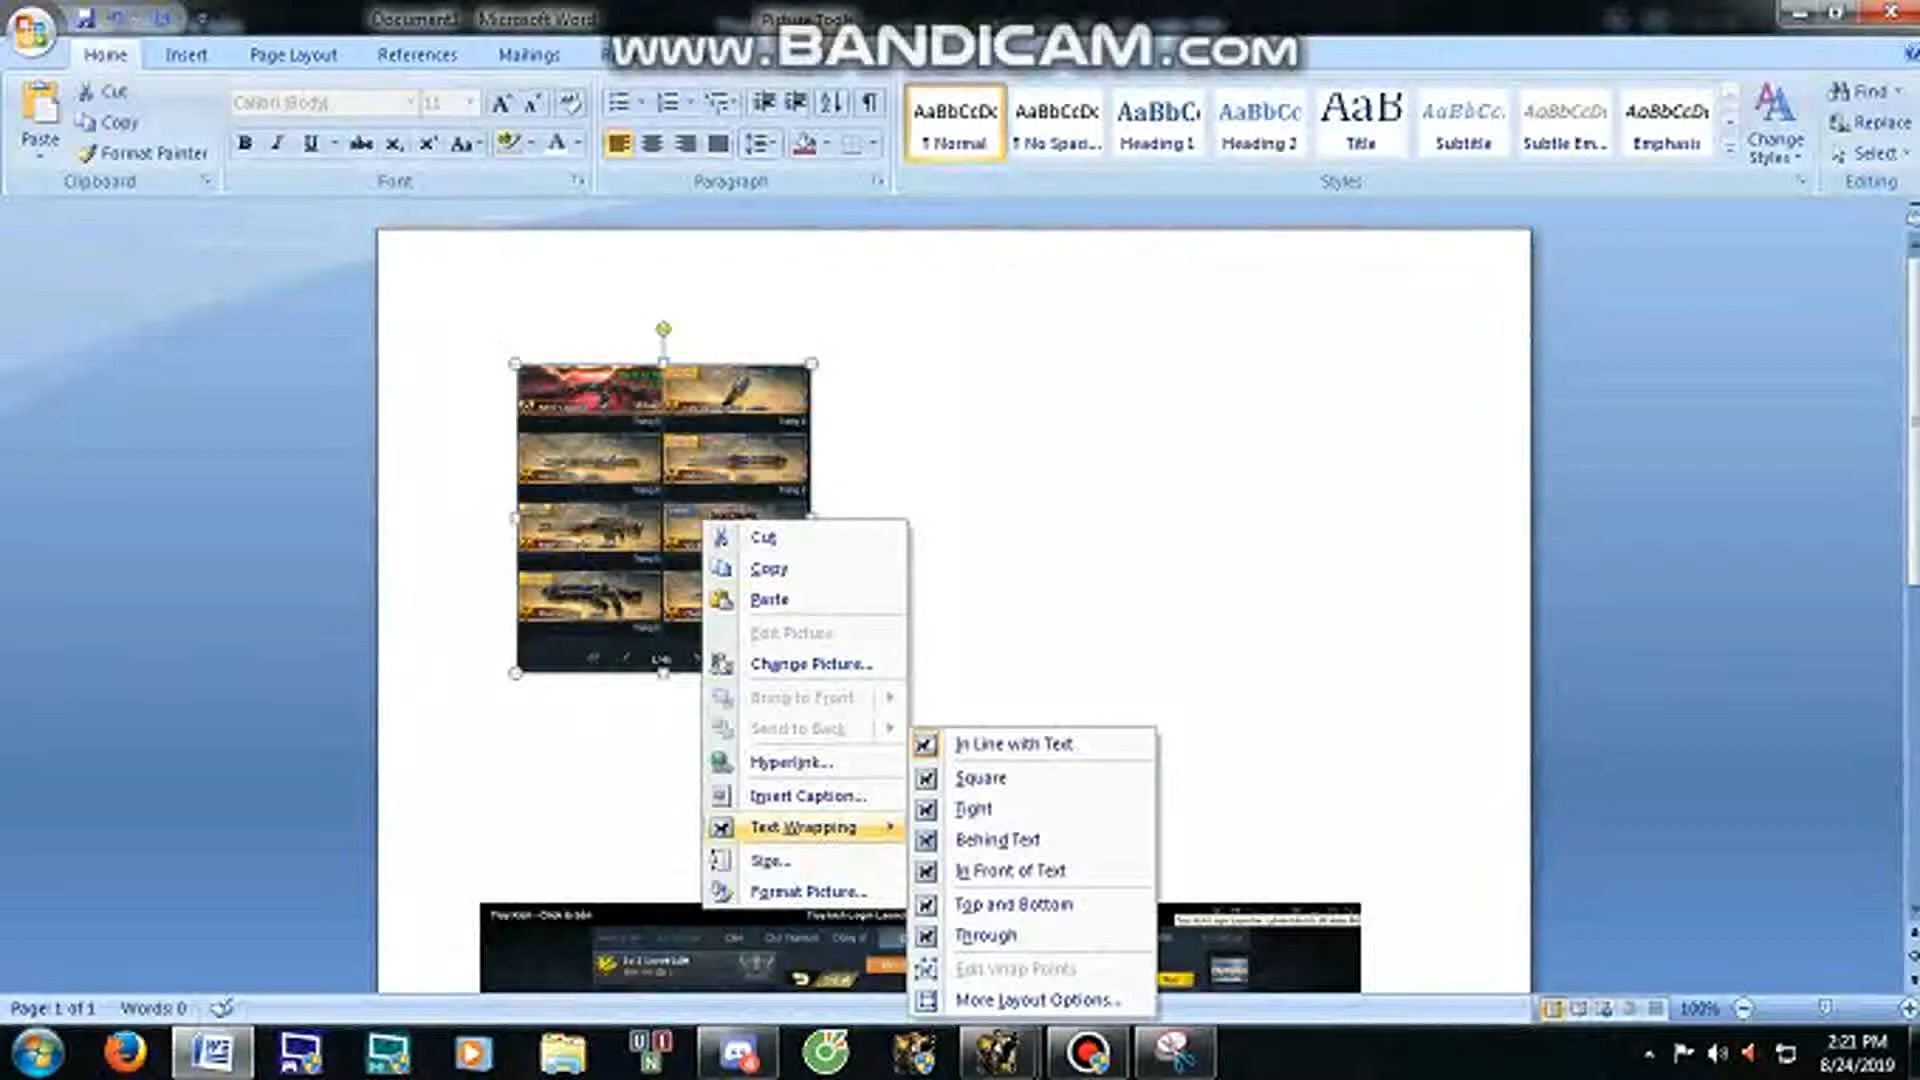 Document1 - Microsoft Word
Picture Tools
www.BANDICAM.com
Home
Insert
Page Layout
References
Mailings
Paste
Cut
Copy
Format Painter
Clipboard
Calibri (Body)
11
Font
Paragraph
AaBbCcDc
¶ Normal
AaBbCcDc
¶ No Spaci...
AaBbC
Heading 1
AaBbCc
Heading 2
AaB
Title
AaBbCc.
Subtitle
AaBbCcDt
Subtle Em...
AaBbCcDt
Emphasis
Change
Styles
Styles
Find
Replace
Select
Editing
Cut
Copy
Paste
Edit Picture
Change Picture...
Bring to Front
Send to Back
Hyperlink...
Insert Caption...
Text Wrapping
Size...
Format Picture...
In Line with Text
Square
Tight
Behind Text
In Front of Text
Top and Bottom
Through
Edit Wrap Points
More Layout Options...
Page: 1 of 1
Words: 0
100%
U I
N
2:21 PM
8/24/2019